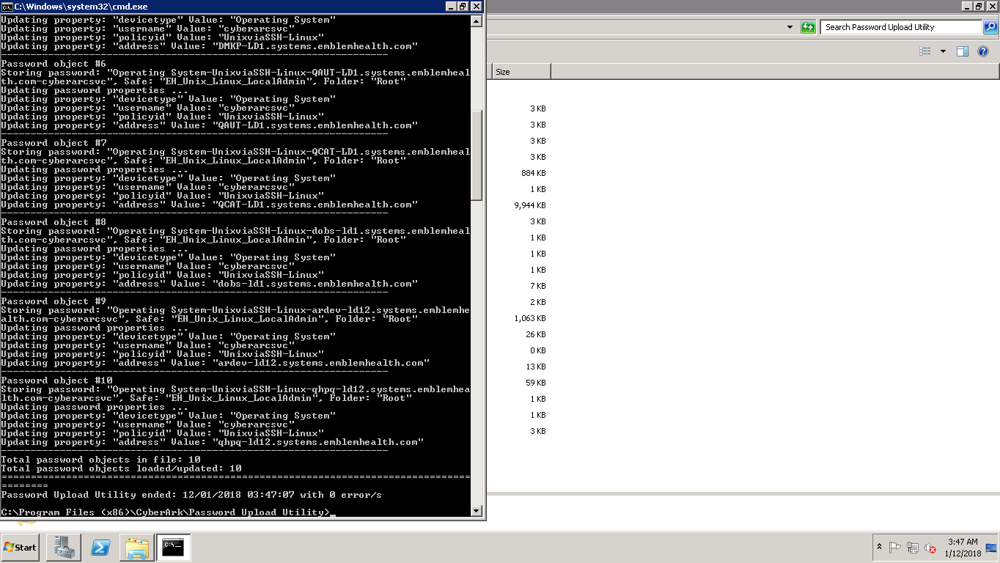 C:\Windows\system32\cmd.exe
Updating property: "devicetype" Value: "Operating System"
Updating property: "username" Value: "cyberarcsvc"
Updating property: "policyid" Value: "UnixviaSSH-Linux"
Updating property: "address" Value: "DMKP-LD1.systems.emblemhealth.com"
------------------------------------------------------------------
Password object #6
Storing password: "Operating System-UnixviaSSH-Linux-QAUT-LD1.systems.emblemheal
th.com-cyberarcsvc", Safe: "EH_Unix_Linux_LocalAdmin", Folder: "Root"
Updating password properties ...
Updating property: "devicetype" Value: "Operating System"
Updating property: "username" Value: "cyberarcsvc"
Updating property: "policyid" Value: "UnixviaSSH-Linux"
Updating property: "address" Value: "QAUT-LD1.systems.emblemhealth.com"
------------------------------------------------------------------
Password object #7
Storing password: "Operating System-UnixviaSSH-Linux-QCAT-LD1.systems.emblemheal
th.com-cyberarcsvc", Safe: "EH_Unix_Linux_LocalAdmin", Folder: "Root"
Updating password properties ...
Updating property: "devicetype" Value: "Operating System"
Updating property: "username" Value: "cyberarcsvc"
Updating property: "policyid" Value: "UnixviaSSH-Linux"
Updating property: "address" Value: "QCAT-LD1.systems.emblemhealth.com"
------------------------------------------------------------------
Password object #8
Storing password: "Operating System-UnixviaSSH-Linux-dobs-ld1.systems.emblemheal
th.com-cyberarcsvc", Safe: "EH_Unix_Linux_LocalAdmin", Folder: "Root"
Updating password properties ...
Updating property: "devicetype" Value: "Operating System"
Updating property: "username" Value: "cyberarcsvc"
Updating property: "policyid" Value: "UnixviaSSH-Linux"
Updating property: "address" Value: "dobs-ld1.systems.emblemhealth.com"
------------------------------------------------------------------
Password object #9
Storing password: "Operating System-UnixviaSSH-Linux-ardev-ld12.systems.emblemhe
alth.com-cyberarcsvc", Safe: "EH_Unix_Linux_LocalAdmin", Folder: "Root"
Updating password properties ...
Updating property: "devicetype" Value: "Operating System"
Updating property: "username" Value: "cyberarcsvc"
Updating property: "policyid" Value: "UnixviaSSH-Linux"
Updating property: "address" Value: "ardev-ld12.systems.emblemhealth.com"
------------------------------------------------------------------
Password object #10
Storing password: "Operating System-UnixviaSSH-Linux-qhpq-ld12.systems.emblemhea
lth.com-cyberarcsvc", Safe: "EH_Unix_Linux_LocalAdmin", Folder: "Root"
Updating password properties ...
Updating property: "devicetype" Value: "Operating System"
Updating property: "username" Value: "cyberarcsvc"
Updating property: "policyid" Value: "UnixviaSSH-Linux"
Updating property: "address" Value: "qhpq-ld12.systems.emblemhealth.com"
------------------------------------------------------------------
Total password objects in file: 10
Total password objects loaded/updated: 10
================================================================================
========
Password Upload Utility ended: 12/01/2018 03:47:07 with 0 error/s
C:\Program Files (x86)\CyberArk\Password Upload Utility>_
Search Password Upload Utility
Size
3 KB
3 KB
3 KB
3 KB
884 KB
1 KB
9,944 KB
3 KB
1 KB
1 KB
1 KB
7 KB
2 KB
1,063 KB
26 KB
0 KB
13 KB
59 KB
1 KB
1 KB
3 KB
Start
3:47 AM
1/12/2018